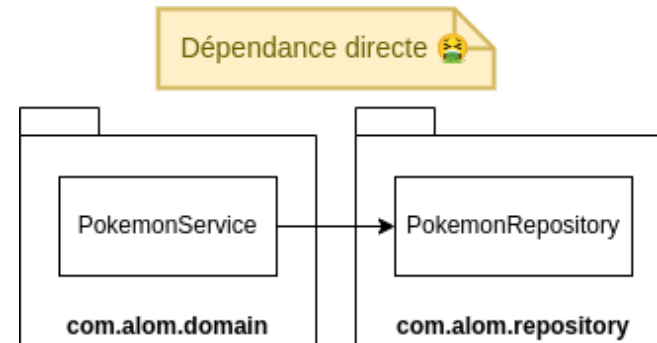 Dépendance directe 🤮
PokemonService
PokemonRepository
com.alom.domain
com.alom.repository